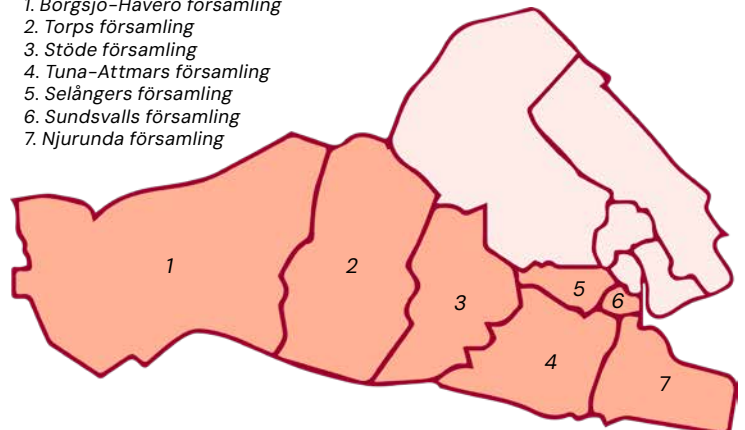 1. Borgsjö-Haverö församling
2. Torps församling
3. Stöde församling
4. Tuna-Attmars församling
5. Selångers församling
6. Sundsvalls församling
7. Njurunda församling
1
2
3
5
6
4
7